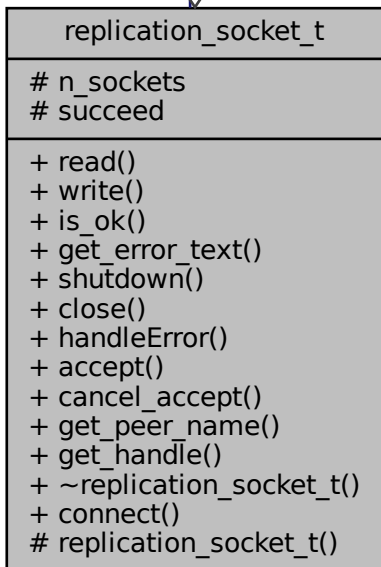 replication_socket_t
# n_sockets
# succeed
+ read()
+ write()
+ is_ok()
+ get_error_text()
+ shutdown()
+ close()
+ handleError()
+ accept()
+ cancel_accept()
+ get_peer_name()
+ get_handle()
+ ~replication_socket_t()
+ connect()
# replication_socket_t()